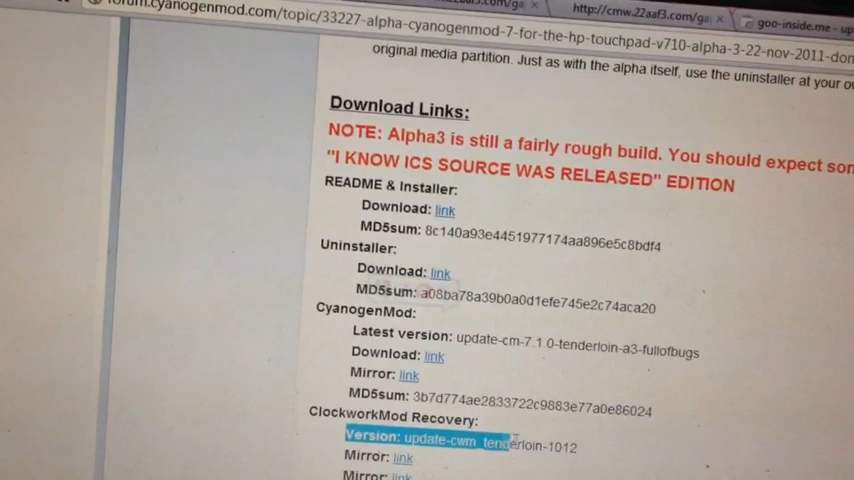 http://cmw.22aaf3.com/ga
goo-inside.me - up
forum.cyanogenmod.com/topic/33227-alpha-cyanogenmod-7-for-the-hp-touchpad-v710-alpha-3-22-nov-2011-don
original media partition. Just as with the alpha itself, use the uninstaller at your ow
Download Links:
NOTE: Alpha3 is still a fairly rough build. You should expect som
"I KNOW ICS SOURCE WAS RELEASED" EDITION
README & Installer:
Download: link
MD5sum: 8c140a93e4451977174aa896e5c8bdf4
Uninstaller:
Download: link
MD5sum: a08ba78a39b0a0d1efe745e2c74aca20
CyanogenMod:
Latest version: update-cm-7.1.0-tenderloin-a3-fullofbugs
Download: link
Mirror: link
MD5sum: 3b7d774ae2833722c9883e77a0e86024
ClockworkMod Recovery:
Version: update-cwm_tenderloin-1012
Mirror: link
Mirror: link